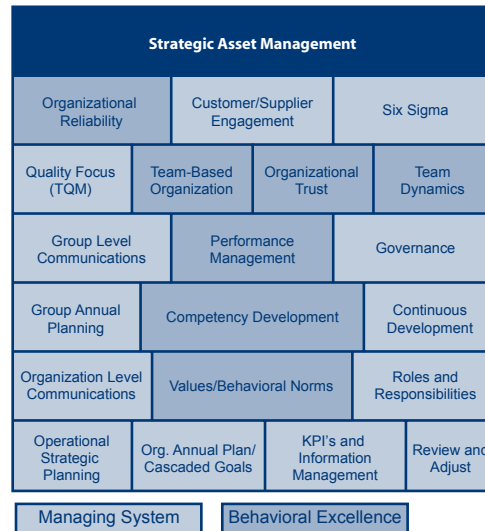 Strategic Asset Management
Organizational
Reliability
Customer/Supplier
Engagement
Six Sigma
Quality Focus
(TQM)
Team-Based
Organization
Organizational
Trust
Team
Dynamics
Group Level
Communications
Performance
Management
Governance
Group Annual
Planning
Competency Development
Continuous
Development
Organization Level
Communications
Values/Behavioral Norms
Roles and
Responsibilities
Operational
Strategic
Planning
Org. Annual Plan/
Cascaded Goals
KPI's and
Information
Management
Review and
Adjust
Managing System
Behavioral Excellence